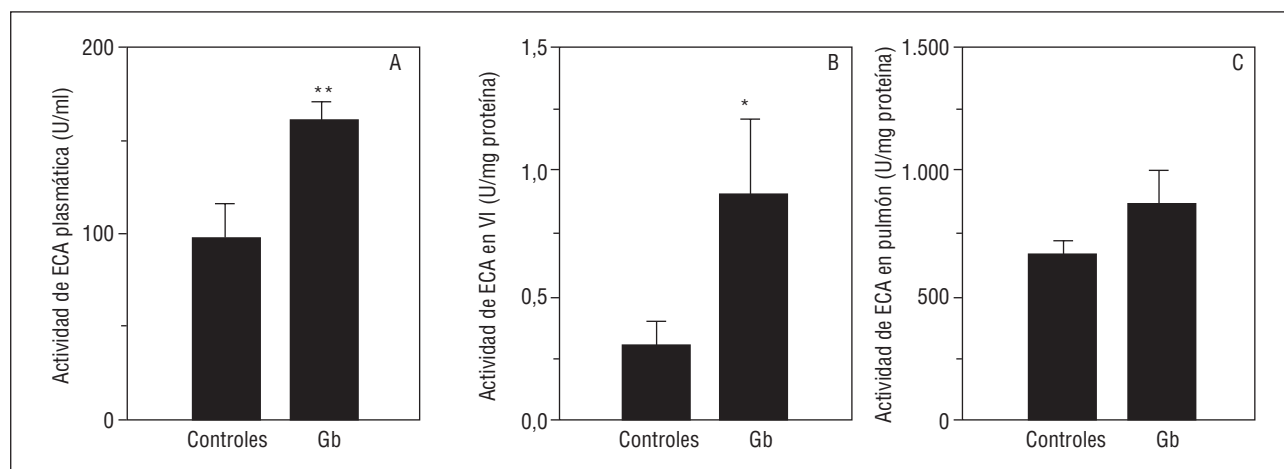 A
Actividad de ECA plasmática (U/ml)
200
100
0
**
Controles
Gb
B
Actividad de ECA en VI (U/mg proteína)
1,5
1,0
0,5
0,0
*
Controles
Gb
C
Actividad de ECA en pulmón (U/mg proteína)
1.500
1.000
500
0
Controles
Gb